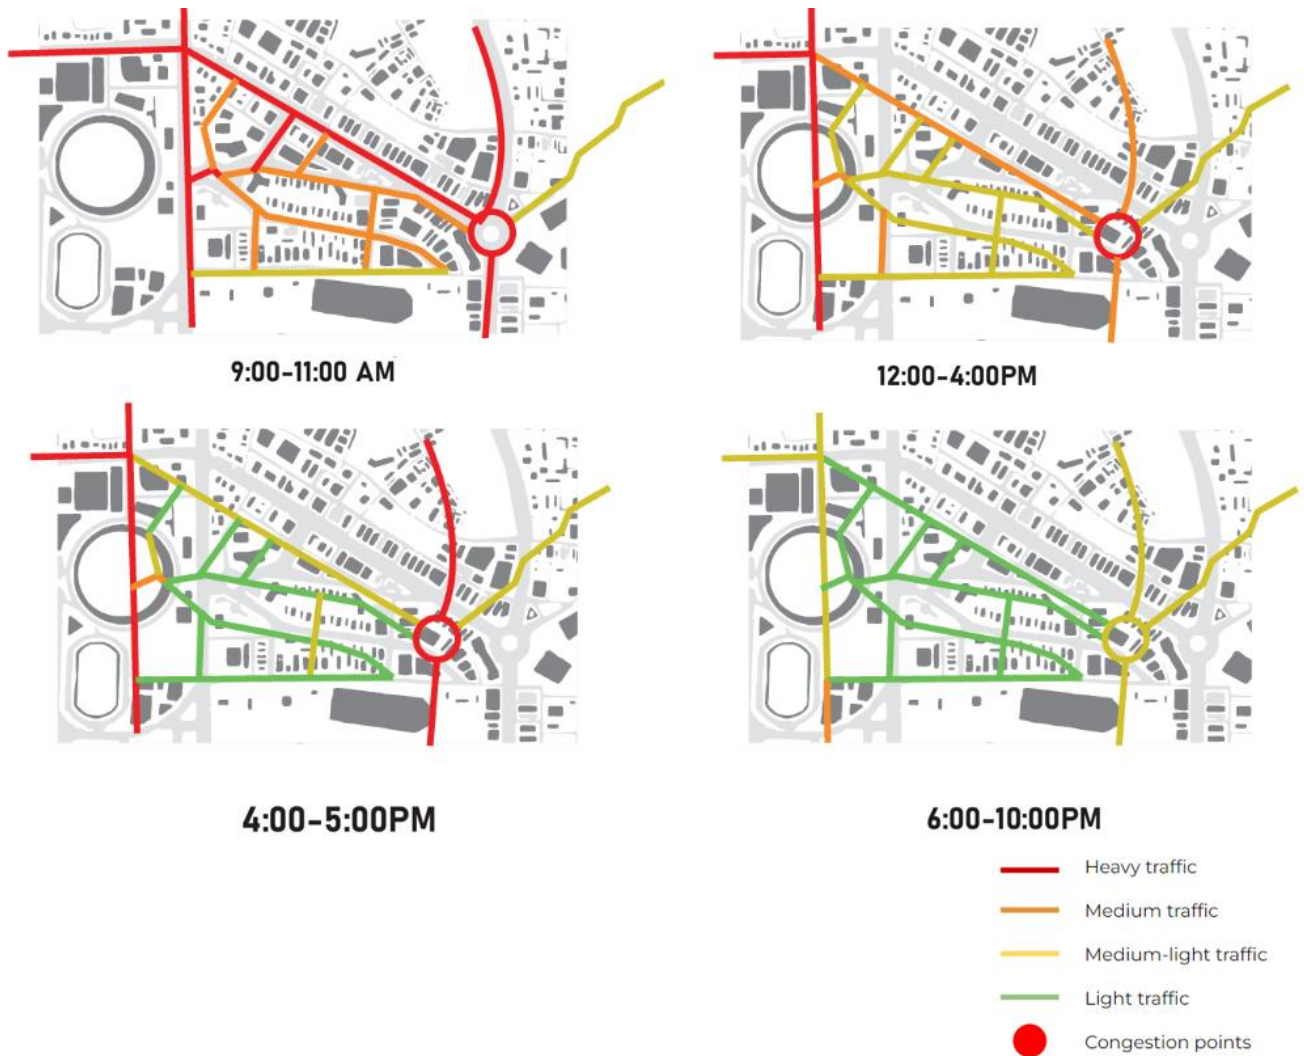 9:00-11:00 AM
12:00-4:00PM
4:00-5:00PM
6:00-10:00PM
Heavy traffic
Medium traffic
Medium-light traffic
Light traffic
Congestion points